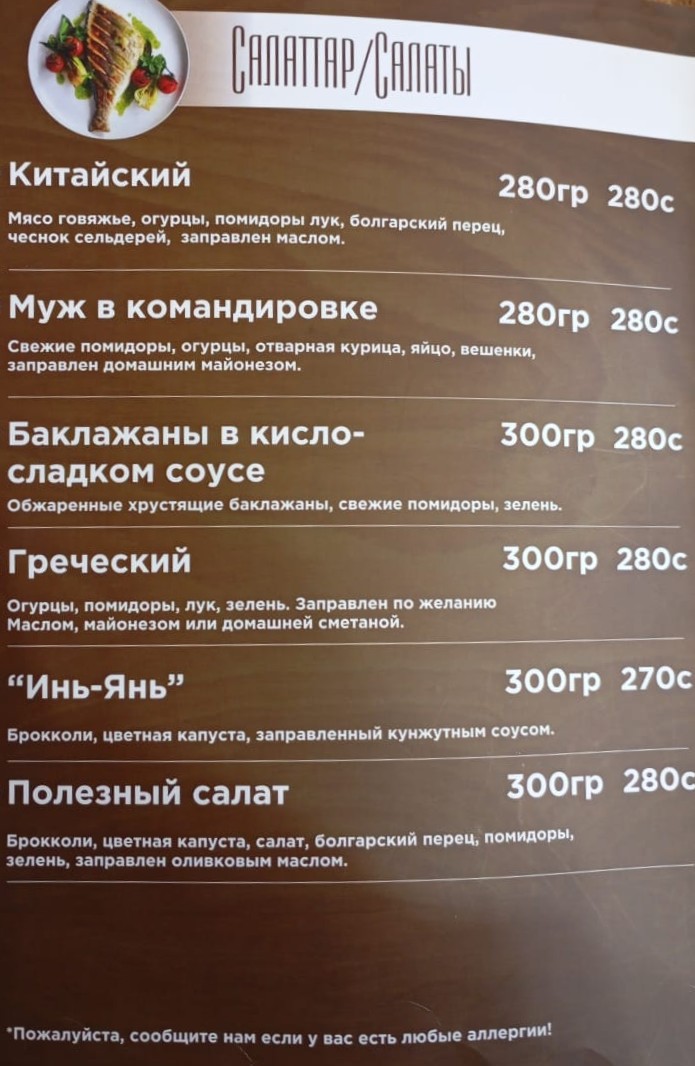 Салаттар/Салаты
Китайский 280гр 280с
Мясо говяжье, огурцы, помидоры лук, болгарский перец,
чеснок сельдерей, заправлен маслом.
Муж в командировке 280гр 280с
Свежие помидоры, огурцы, отварная курица, яйцо, вешенки,
заправлен домашним майонезом.
Баклажаны в кисло- 300гр 280с
сладком соусе
Обжаренные хрустящие баклажаны, свежие помидоры, зелень.
Греческий 300гр 280с
Огурцы, помидоры, лук, зелень. Заправлен по желанию
Маслом, майонезом или домашней сметаной.
“Инь-Янь” 300гр 270с
Брокколи, цветная капуста, заправленный кунжутным соусом.
Полезный салат 300гр 280с
Брокколи, цветная капуста, салат, болгарский перец, помидоры,
зелень, заправлен оливковым маслом.
*Пожалуйста, сообщите нам если у вас есть любые аллергии!